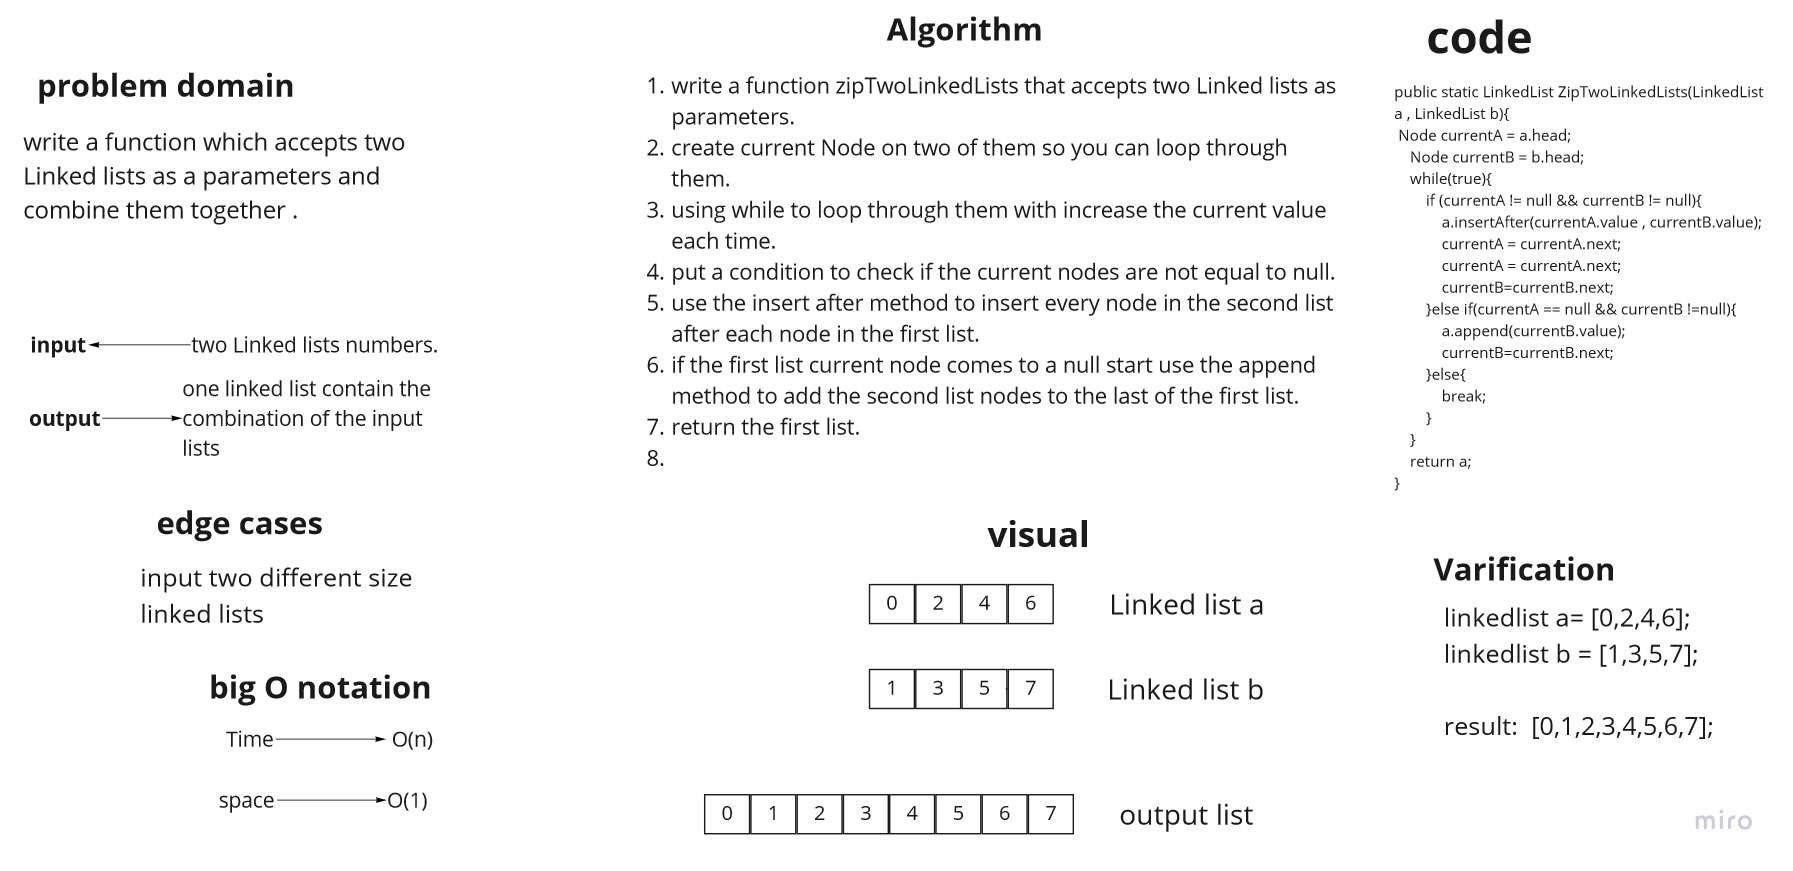 problem domain
write a function which accepts two
Linked lists as a parameters and
combine them together .
input
two Linked lists numbers.
output
one linked list contain the
combination of the input
lists
edge cases
input two different size
linked lists
big O notation
Time
O(n)
space
O(1)
Algorithm
1. write a function zipTwoLinkedLists that accepts two Linked lists as
parameters.
2. create current Node on two of them so you can loop through
them.
3. using while to loop through them with increase the current value
each time.
4. put a condition to check if the current nodes are not equal to null.
5. use the insert after method to insert every node in the second list
after each node in the first list.
6. if the first list current node comes to a null start use the append
method to add the second list nodes to the last of the first list.
7. return the first list.
8.
visual
0 2 4 6
Linked list a
1 3 5 7
Linked list b
0 1 2 3 4 5 6 7
output list
code
public static LinkedList ZipTwoLinkedLists(LinkedList
a , LinkedList b){
Node currentA = a.head;
Node currentB = b.head;
while(true){
if (currentA != null && currentB != null){
a.insertAfter(currentA.value , currentB.value);
currentA = currentA.next;
currentA = currentA.next;
currentB=currentB.next;
}else if(currentA == null && currentB !=null){
a.append(currentB.value);
currentB=currentB.next;
}else{
break;
}
}
return a;
}
Varification
linkedlist a= [0,2,4,6];
linkedlist b = [1,3,5,7];
result: [0,1,2,3,4,5,6,7];
miro